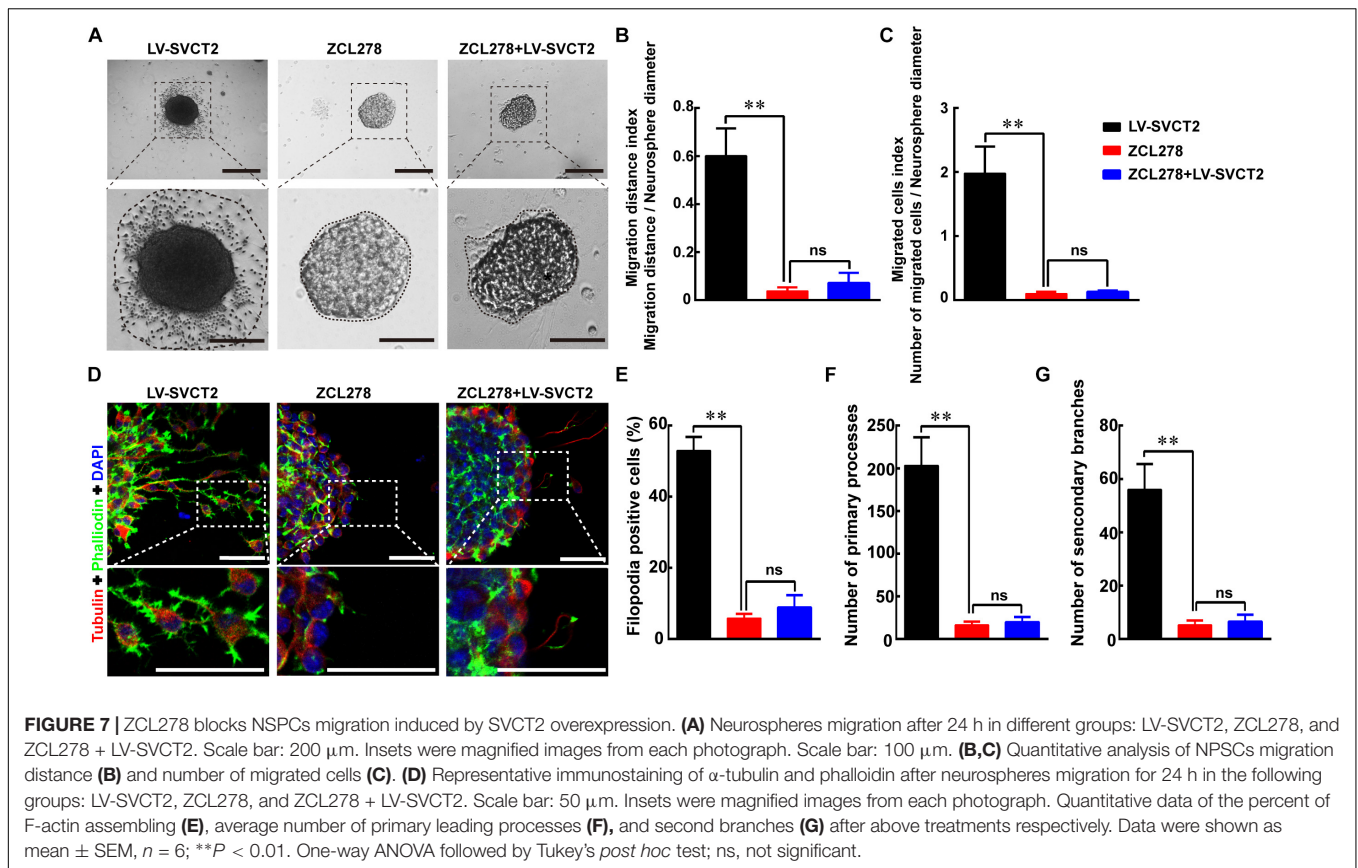 A
LV-SVCT2
ZCL278
ZCL278+LV-SVCT2
B
Migration distance index
Migration distance / Neurosphere diameter
0.8
0.6
0.4
0.2
0
**
ns
C
Migrated cells index
Number of migrated cells / Neurosphere diameter
3
2
1
0
**
ns
LV-SVCT2
ZCL278
ZCL278+LV-SVCT2
D
LV-SVCT2
ZCL278
ZCL278+LV-SVCT2
Tubulin + Phalliodin + DAPI
E
Filopodia positive cells (%)
60
40
20
0
**
ns
F
Number of primary processes
250
200
150
100
50
0
**
ns
G
Number of sencondary branches
80
60
40
20
0
**
ns
FIGURE 7 | ZCL278 blocks NSPCs migration induced by SVCT2 overexpression. (A) Neurospheres migration after 24 h in different groups: LV-SVCT2, ZCL278, and
ZCL278 + LV-SVCT2. Scale bar: 200 μm. Insets were magnified images from each photograph. Scale bar: 100 μm. (B,C) Quantitative analysis of NPSCs migration
distance (B) and number of migrated cells (C). (D) Representative immunostaining of α-tubulin and phalloidin after neurospheres migration for 24 h in the following
groups: LV-SVCT2, ZCL278, and ZCL278 + LV-SVCT2. Scale bar: 50 μm. Insets were magnified images from each photograph. Quantitative data of the percent of
F-actin assembling (E), average number of primary leading processes (F), and second branches (G) after above treatments respectively. Data were shown as
mean ± SEM, n = 6; **P < 0.01. One-way ANOVA followed by Tukey's post hoc test; ns, not significant.